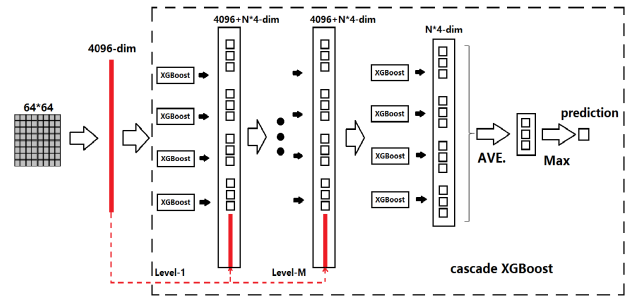 4096+N*4-dim
4096+N*4-dim
N*4-dim
4096-dim
64*64
XGBoost
XGBoost
XGBoost
XGBoost
XGBoost
XGBoost
XGBoost
XGBoost
prediction
AVE.
Max
Level-1
Level-M
cascade XGBoost